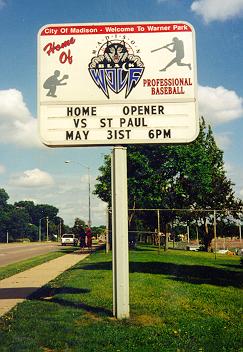 City Of Madison - Welcome To Warner Park
Home Of
MADISON
BLACK
WOLF
PROFESSIONAL
BASEBALL
HOME OPENER
VS ST PAUL
MAY 31ST 6PM